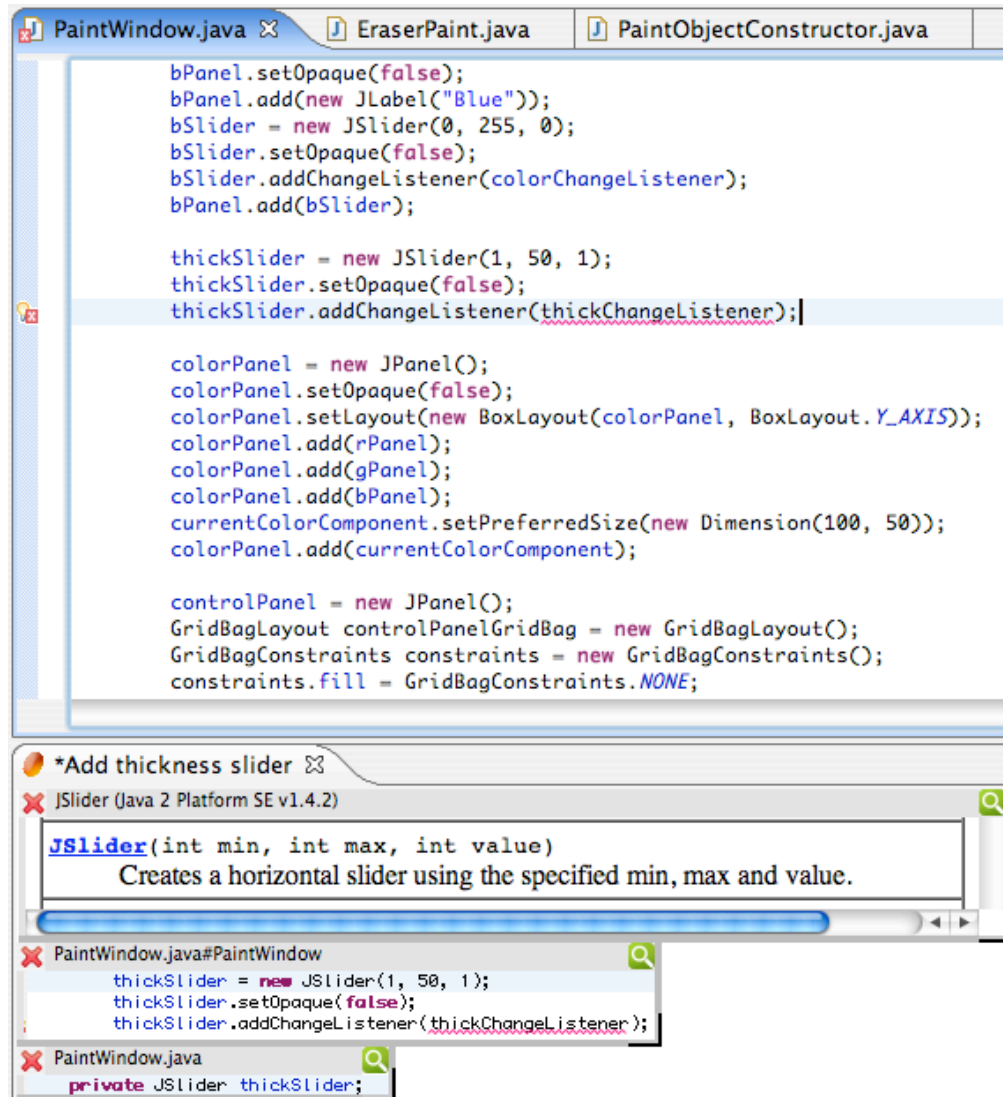 PaintWindow.java EraserPaint.java PaintObjectConstructor.java
bPanel.setOpaque(false);
bPanel.add(new JLabel("Blue"));
bSlider = new JSlider(0, 255, 0);
bSlider.setOpaque(false);
bSlider.addChangeListener(colorChangeListener);
bPanel.add(bSlider);
thickSlider = new JSlider(1, 50, 1);
thickSlider.setOpaque(false);
thickSlider.addChangeListener(thickChangeListener);
colorPanel = new JPanel();
colorPanel.setOpaque(false);
colorPanel.setLayout(new BoxLayout(colorPanel, BoxLayout.Y_AXIS));
colorPanel.add(rPanel);
colorPanel.add(gPanel);
colorPanel.add(bPanel);
currentColorComponent.setPreferredSize(new Dimension(100, 50));
colorPanel.add(currentColorComponent);
controlPanel = new JPanel();
GridBagLayout controlPanelGridBag = new GridBagLayout();
GridBagConstraints constraints = new GridBagConstraints();
constraints.fill = GridBagConstraints.NONE;
*Add thickness slider
JSlider (Java 2 Platform SE v1.4.2)
JSlider(int min, int max, int value)
Creates a horizontal slider using the specified min, max and value.
PaintWindow.java#PaintWindow
thickSlider = new JSlider(1, 50, 1);
thickSlider.setOpaque(false);
thickSlider.addChangeListener(thickChangeListener);
PaintWindow.java
private JSlider thickSlider;